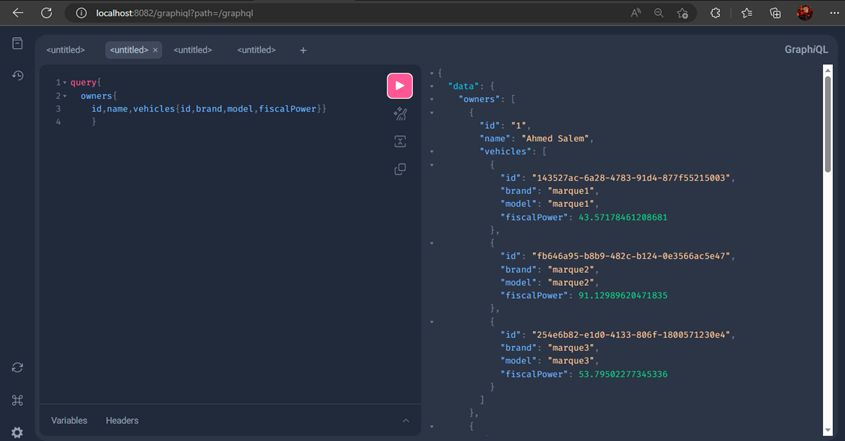 localhost:8082/graphiql?path=/graphql
<untitled> <untitled> × <untitled> <untitled> + GraphiQL
1 query{
2 owners{
3 id,name,vehicles{id,brand,model,fiscalPower}}
4 }
{
"data": {
"owners": [
{
"id": "1",
"name": "Ahmed Salem",
"vehicles": [
{
"id": "143527ac-6a28-4783-91d4-877f55215003",
"brand": "marque1",
"model": "marque1",
"fiscalPower": 43.57178461208681
},
{
"id": "fb646a95-b8b9-482c-b124-0e3566ac5e47",
"brand": "marque2",
"model": "marque2",
"fiscalPower": 91.12989620471835
},
{
"id": "254e6b82-e1d0-4133-806f-1800571230e4",
"brand": "marque3",
"model": "marque3",
"fiscalPower": 53.79502277345336
}
]
},
{
Variables Headers